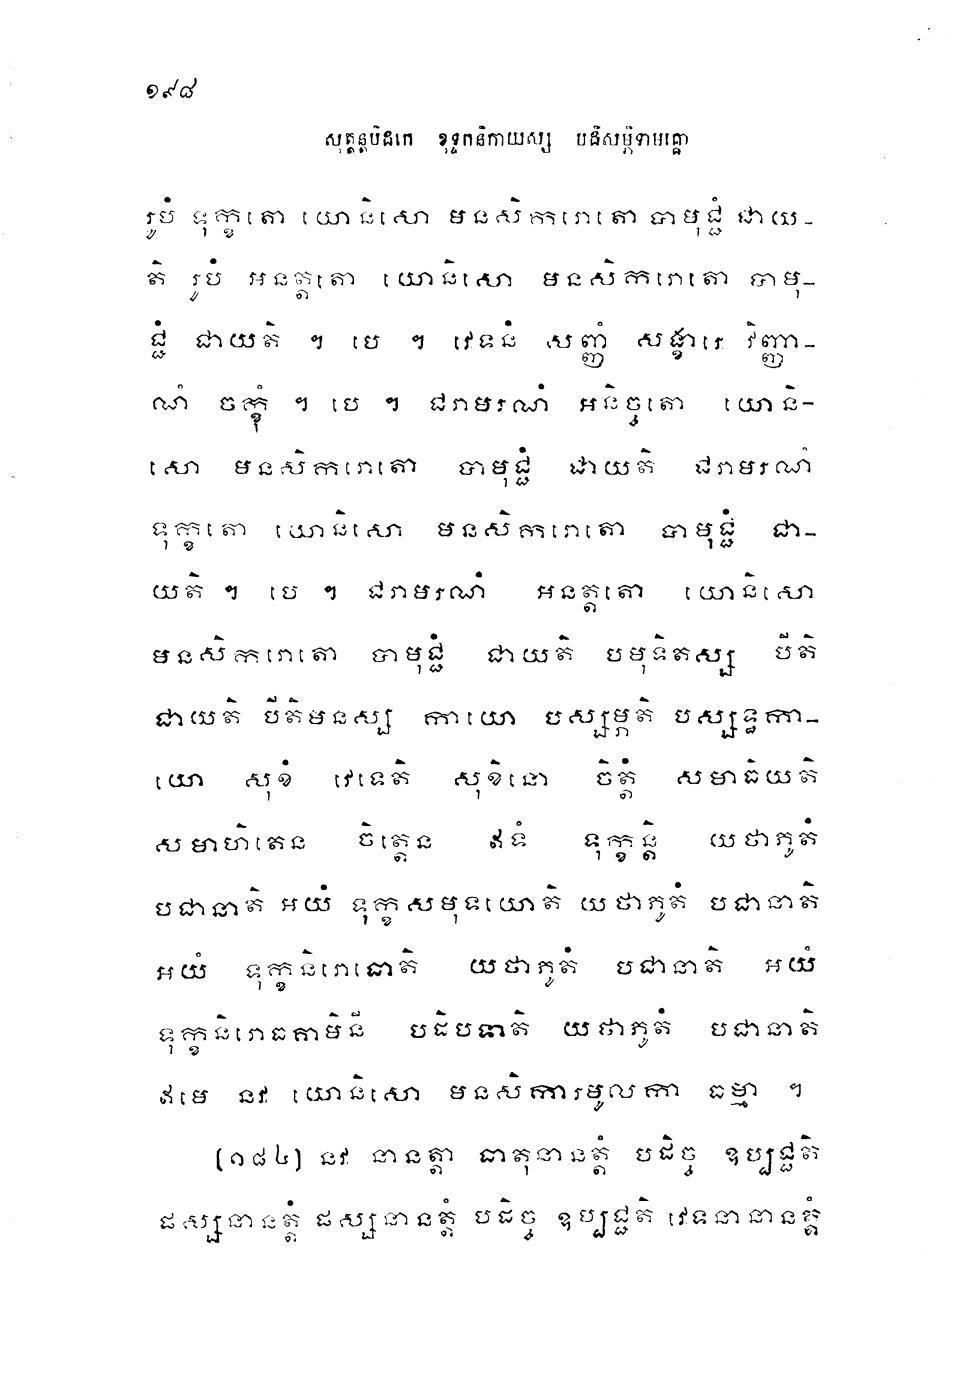 ១៩៨
សុត្តន្តបិដកេ ខុទ្ទកនិកាយស្ស បដិសម្ភិទាមគ្គោ
រូបំ ទុក្ខតោ យោនិសោ មនសិករោតោ បាមុជ្ជំ ជាយ-
តិ រូបំ អនត្តតោ យោនិសោ មនសិករោតោ បាមុ-
ជ្ជំ ជាយតិ ។ បេ ។ វេទនំ សញ្ញំ សង្ខារេ វិញ្ញា-
ណំ ចក្ខុំ ។ បេ ។ ជរាមរណំ អនិច្ចតោ យោនិ-
សោ មនសិករោតោ បាមុជ្ជំ ជាយតិ ជរាមរណំ
ទុក្ខតោ យោនិសោ មនសិករោតោ បាមុជ្ជំ ជា-
យតិ ។ បេ ។ ជរាមរណំ អនត្តតោ យោនិសោ
មនសិករោតោ បាមុជ្ជំ ជាយតិ បមុទិតស្ស បីតិ
ជាយតិ បីតិមនស្ស កាយោ បស្សម្ភតិ បស្សទ្ធកា-
យោ សុខំ វេទេតិ សុខិនោ ចិត្តំ សមាធិយតិ
សមាហិតេន ចិត្តេន ឥទំ ទុក្ខន្តិ យថាភូតំ
បជានាតិ អយំ ទុក្ខសមុទយោតិ យថាភូតំ បជានាតិ
អយំ ទុក្ខនិរោធោតិ យថាភូតំ បជានាតិ អយំ
ទុក្ខនិរោធគាមិនី បដិបទាតិ យថាភូតំ បជានាតិ
ឥមេ នវ យោនិសោ មនសិការមូលកា ធម្មា ។
(១៨៤) នវ នានត្តា ធាតុនានត្តំ បដិច្ច ឧប្បជ្ជតិ
ផស្សនានត្តំ ផស្សនានត្តំ បដិច្ច ឧប្បជ្ជតិ វេទនានានត្តំ